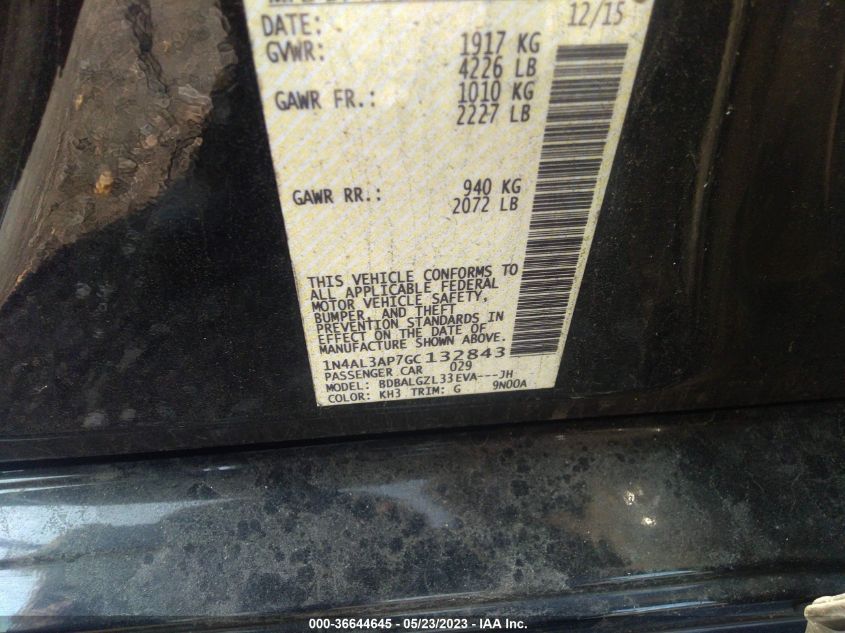 DATE: 12/15
GVWR: 1917 KG
4226 LB
GAWR FR.: 1010 KG
2227 LB
GAWR RR.: 940 KG
2072 LB
THIS VEHICLE CONFORMS TO
ALL APPLICABLE FEDERAL
MOTOR VEHICLE SAFETY,
BUMPER, AND THEFT
PREVENTION STANDARDS IN
EFFECT ON THE DATE OF
MANUFACTURE SHOWN ABOVE.
1N4AL3AP7GC132843
PASSENGER CAR 029
MODEL: BDBALGZL33EVA---JH
COLOR: KH3 TRIM: G 9N00A
000-36644645 - 05/23/2023 - IAA Inc.